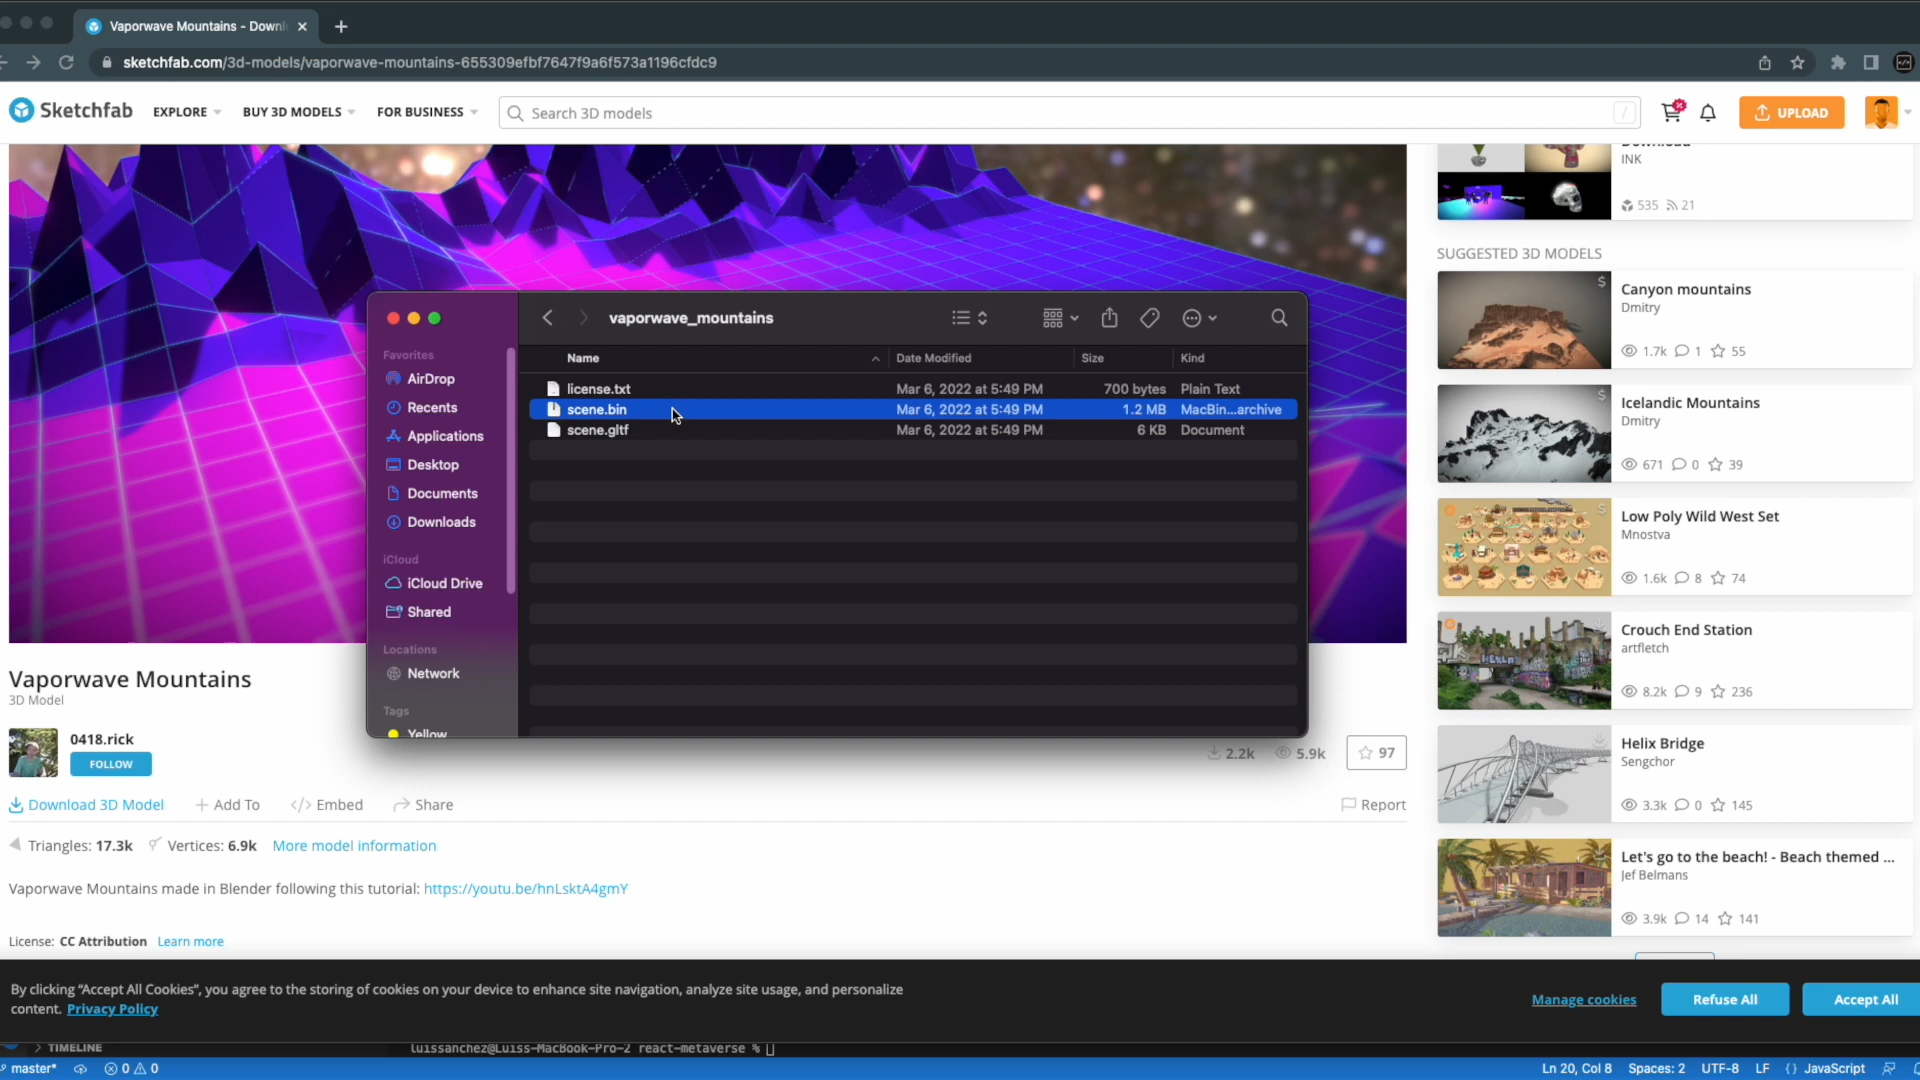 Vaporwave Mountains - Downl
sketchfab.com/3d-models/vaporwave-mountains-655309efbf7647f9a6f573a1196cfdc9
Sketchfab EXPLORE BUY 3D MODELS FOR BUSINESS Search 3D models / UPLOAD
Download
INK
535 21
SUGGESTED 3D MODELS
Canyon mountains
Dmitry
1.7k 1 55
Icelandic Mountains
Dmitry
671 0 39
Low Poly Wild West Set
Mnostva
1.6k 8 74
Crouch End Station
artfletch
8.2k 9 236
Helix Bridge
Sengchor
3.3k 0 145
Let's go to the beach! - Beach themed ...
Jef Belmans
3.9k 14 141
vaporwave_mountains
Favorites
AirDrop
Recents
Applications
Desktop
Documents
Downloads
iCloud
iCloud Drive
Shared
Locations
Network
Tags
Yellow
Name Date Modified Size Kind
license.txt Mar 6, 2022 at 5:49 PM 700 bytes Plain Text
scene.bin Mar 6, 2022 at 5:49 PM 1.2 MB MacBin...archive
scene.gltf Mar 6, 2022 at 5:49 PM 6 KB Document
Vaporwave Mountains
3D Model
0418.rick
FOLLOW
2.2k 5.9k 97
Download 3D Model Add To Embed Share Report
Triangles: 17.3k Vertices: 6.9k More model information
Vaporwave Mountains made in Blender following this tutorial: https://youtu.be/hnLsktA4gmY
License: CC Attribution Learn more
By clicking “Accept All Cookies”, you agree to the storing of cookies on your device to enhance site navigation, analyze site usage, and personalize
content. Privacy Policy
Manage cookies Refuse All Accept All
TIMELINE luissanchez@Luiss-MacBook-Pro-2 react-metaverse %
master* 0 0 Ln 20, Col 8 Spaces: 2 UTF-8 LF {} JavaScript